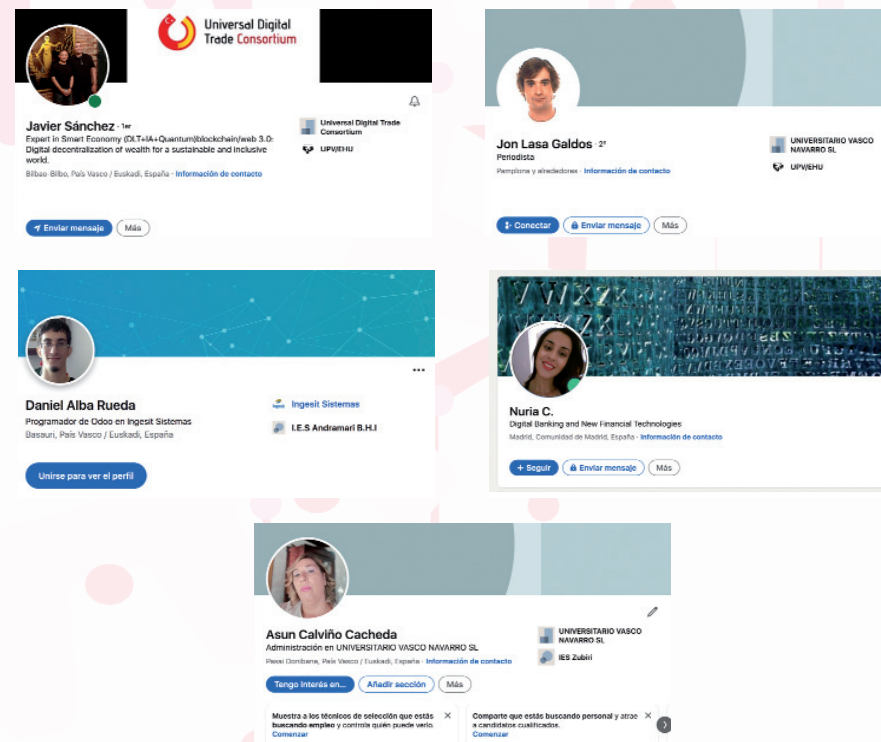 Universal Digital
Trade Consortium
Javier Sánchez · 1er
Expert in Smart Economy (DLT+IA+Quantum)blockchain/web 3.0:
Digital decentralization of wealth for a sustainable and inclusive
world.
Bilbao-Bilbo, País Vasco / Euskadi, España · Información de contacto
Universal Digital Trade
Consortium
UPV/EHU
Enviar mensaje
Más
Jon Lasa Galdos · 2º
Periodista
Pamplona y alrededores · Información de contacto
UNIVERSITARIO VASCO
NAVARRO SL
UPV/EHU
Conectar
Enviar mensaje
Más
Daniel Alba Rueda
Programador de Odoo en Ingesit Sistemas
Basauri, País Vasco / Euskadi, España
Ingesit Sistemas
I.E.S Andramari B.H.I
Unirse para ver el perfil
Nuria C.
Digital Banking and New Financial Technologies
Madrid, Comunidad de Madrid, España · Información de contacto
+ Seguir
Enviar mensaje
Más
Asun Calviño Cacheda
Administración en UNIVERSITARIO VASCO NAVARRO SL
Pasai Donibane, País Vasco / Euskadi, España · Información de contacto
UNIVERSITARIO VASCO
NAVARRO SL
IES Zubiri
Tengo interés en...
Añadir sección
Más
Muestra a los técnicos de selección que estás
buscando empleo y controla quién puede verlo.
Comenzar
Comparte que estás buscando personal y atrae
a candidatos cualificados.
Comenzar